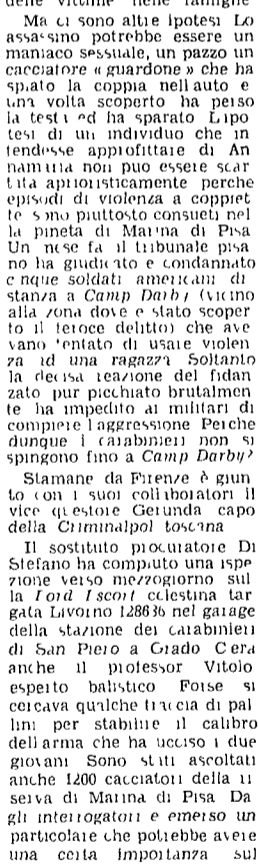 delle vittime nelle famiglie
Ma ci sono altre ipotesi Lo
assassino potrebbe essere un
maniaco sessuale, un pazzo un
cacciatore « guardone » che ha
spiato la coppia nell auto e
una volta scoperto ha perso
la testa ed ha sparato L ipo
tesi di un individuo che in
tendesse approfittare di An
namaria non puo essere scar
tata aprioristicamente perche
episodi di violenza a coppiet
te sono piuttosto consueti nel
la pineta di Marina di Pisa
Un mese fa il tribunale pisa
no ha giudicato e condannato
cinque soldati americani di
stanza a Camp Darby (vicino
alla zona dove e stato scoper
to il feroce delitto) che ave
vano tentato di usare violen
za ad una ragazza Soltanto
la decisa reazione del fidan
zato pur picchiato brutalmen
te ha impedito ai militari di
compiere l aggressione Perche
dunque i carabinieri non si
spingono fino a Camp Darby?
Stamane da Firenze è giun
to con i suoi collaboratori il
vice questore Gerunda capo
della Criminalpol toscana
Il sostituto procuratore Di
Stefano ha compiuto una ispe
zione verso mezzogiorno sul
la Ford Escort celestina tar
gata Livorno 128636 nel garage
della stazione dei carabinieri
di San Piero a Grado C era
anche il professor Vitolo
esperto balistico Forse si
cercava qualche traccia di pal
lini per stabilire il calibro
dell arma che ha ucciso i due
giovani Sono stati ascoltati
anche 1200 cacciatori della ri
serva di Marina di Pisa Da
gli interrogatori e emerso un
particolare che potrebbe avere
una certa importanza sul